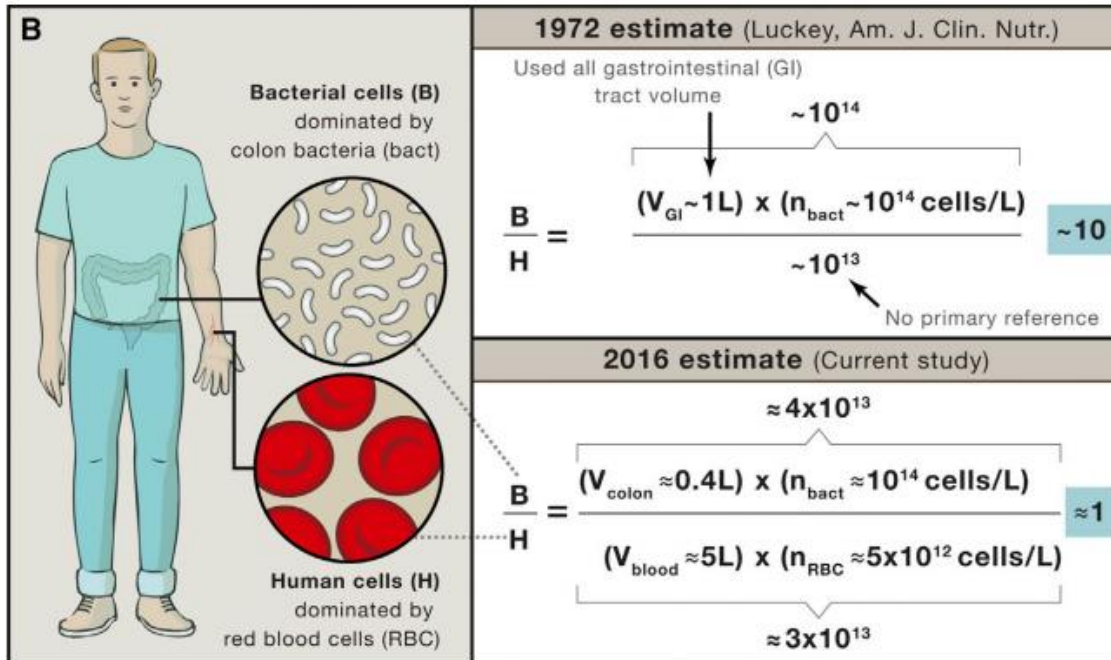 B
Bacterial cells (B)
dominated by
colon bacteria (bact)
Human cells (H)
dominated by
red blood cells (RBC)
1972 estimate (Luckey, Am. J. Clin. Nutr.)
Used all gastrointestinal (GI)
tract volume
~10¹⁴
(V_GI~1L) x (n_bact~10¹⁴ cells/L)
B
H
=
~10
~10¹³
No primary reference
2016 estimate (Current study)
≈4x10¹³
(V_colon ≈0.4L) x (n_bact ≈10¹⁴ cells/L)
B
H
=
≈1
(V_blood ≈5L) x (n_RBC ≈5x10¹² cells/L)
≈3x10¹³